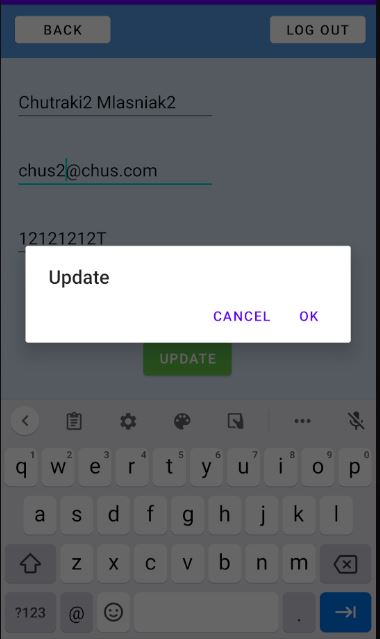 BACK LOG OUT
Chutraki2 Mlasniak2
chus2@chus.com
12121212T
Update
CANCEL OK
UPDATE
1 2 3 4 5 6 7 8 9 0
q w e r t y u i o p
a s d f g h j k l
z x c v b n m
?123 @ .